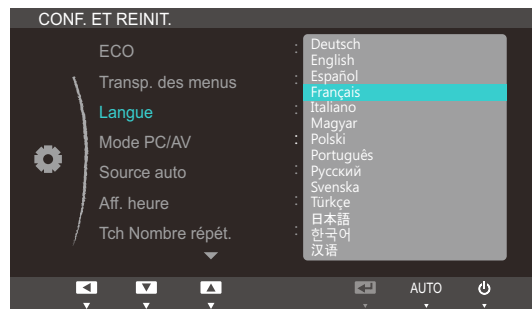 CONF. ET REINIT.
ECO :
Transp. des menus :
Langue :
Mode PC/AV :
Source auto :
Aff. heure :
Tch Nombre répét. :
Deutsch
English
Español
Français
Italiano
Magyar
Polski
Português
Русский
Svenska
Türkçe
日本語
한국어
汉语
AUTO